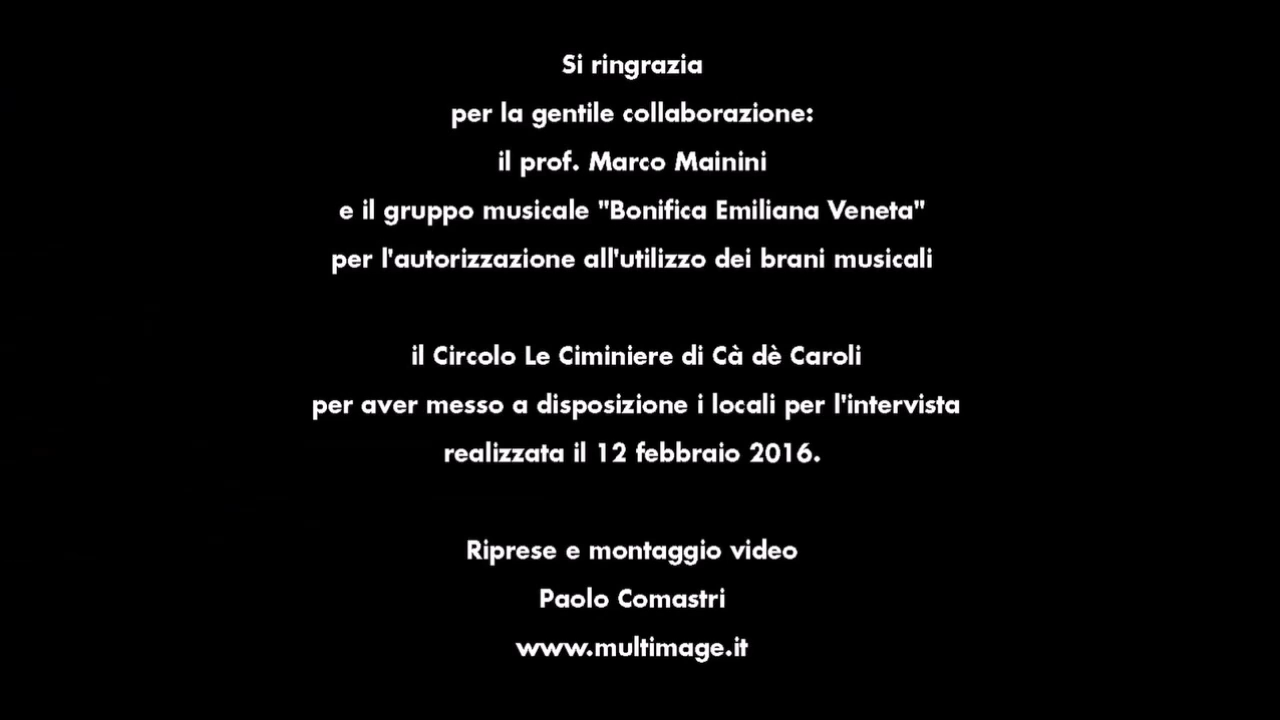 Si ringrazia
per la gentile collaborazione:
il prof. Marco Mainini
e il gruppo musicale "Bonifica Emiliana Veneta"
per l'autorizzazione all'utilizzo dei brani musicali
il Circolo Le Ciminiere di Cà dè Caroli
per aver messo a disposizione i locali per l'intervista
realizzata il 12 febbraio 2016.
Riprese e montaggio video
Paolo Comastri
www.multimage.it